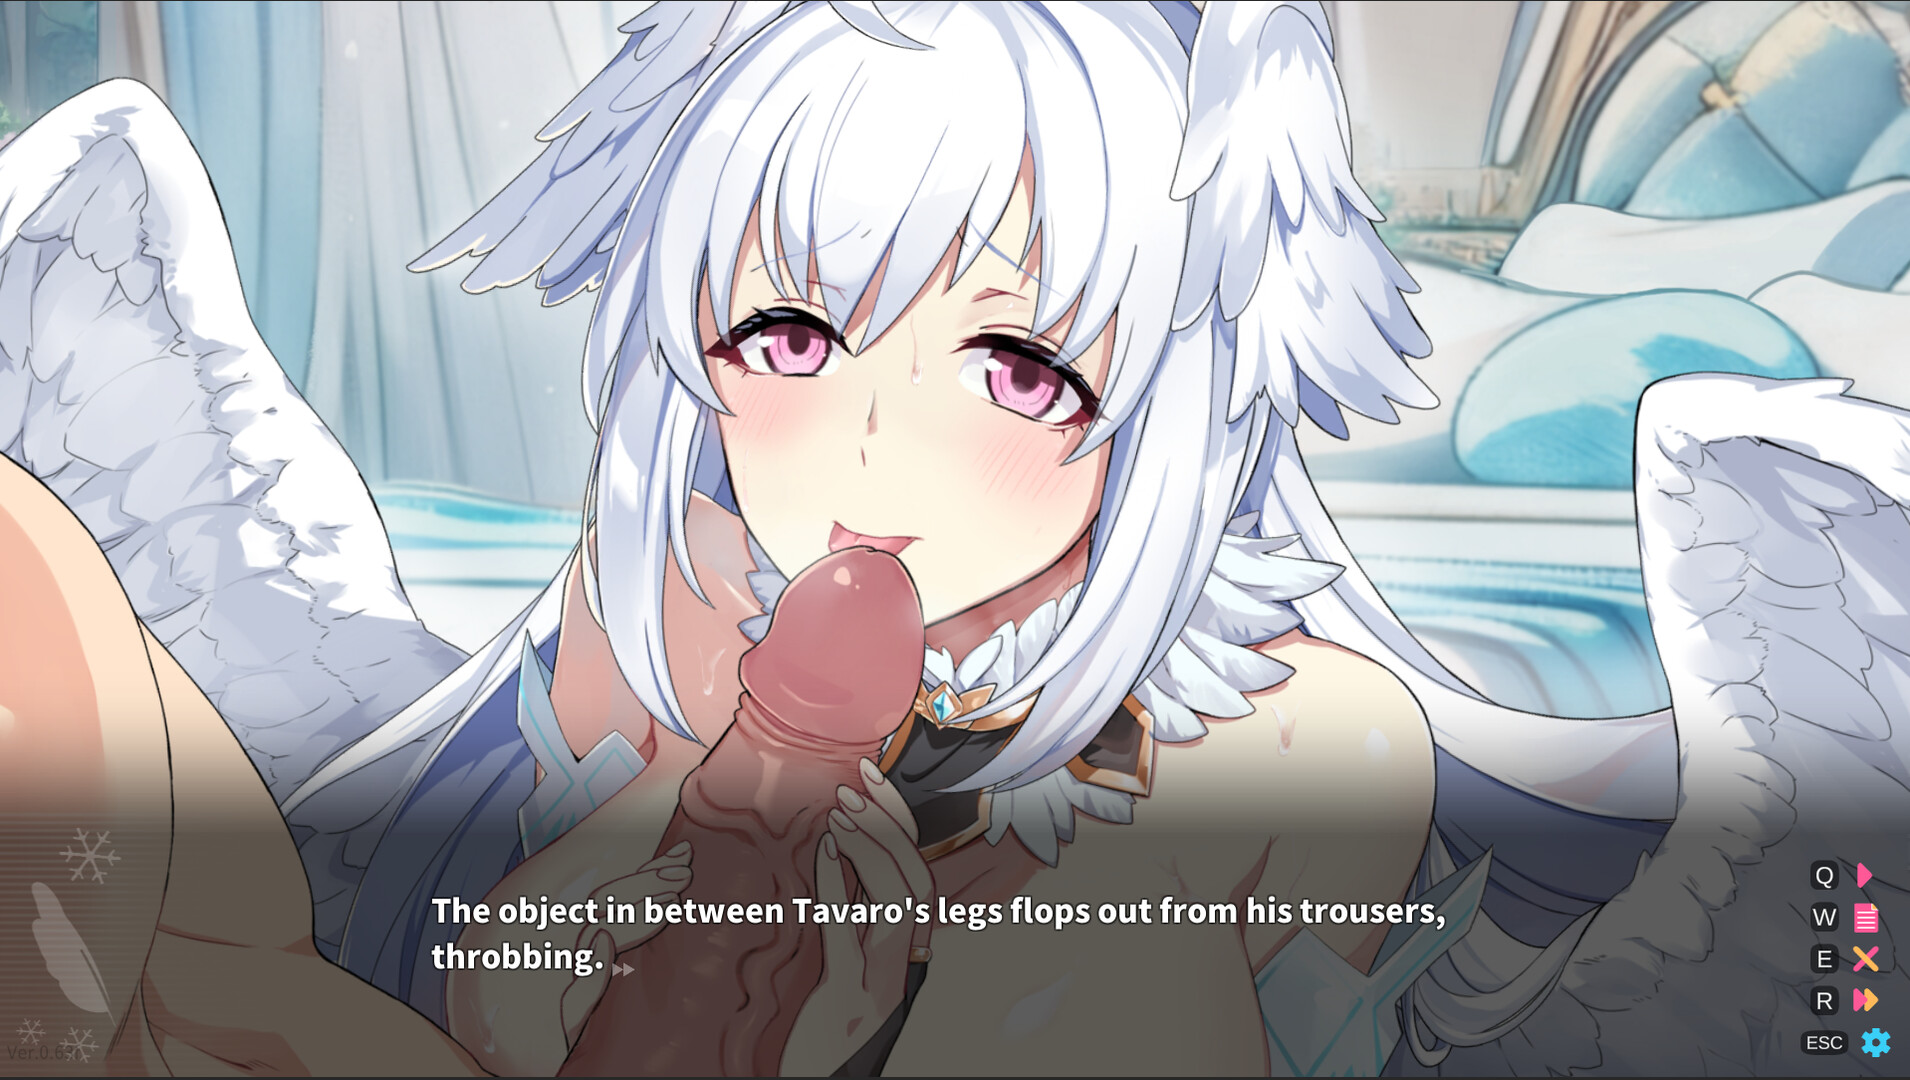 The object in between Tavaro's legs flops out from his trousers,
throbbing.
Q
W
E
R
ESC